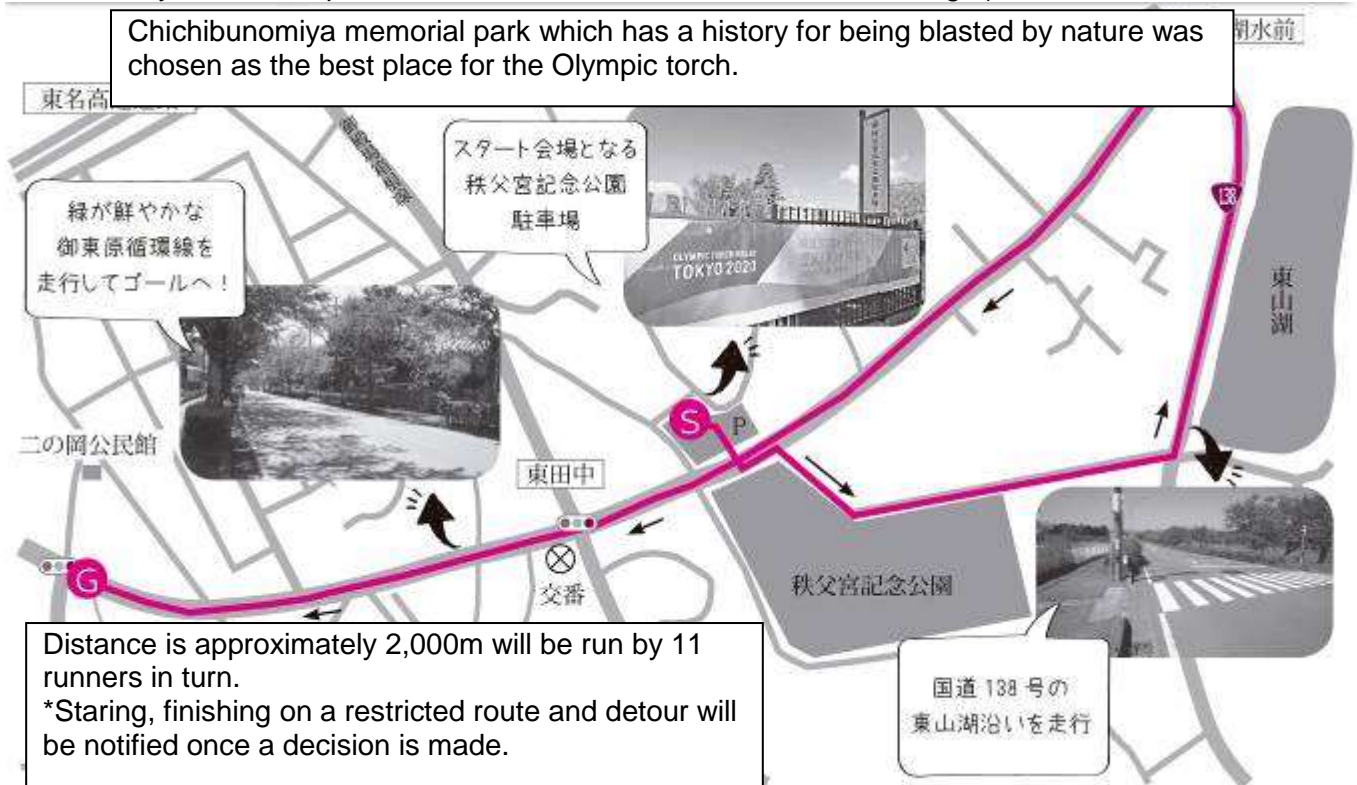 Chichibunomiya memorial park which has a history for being blasted by nature was
chosen as the best place for the Olympic torch.
湖水前
東名高
スタート会場となる
秩父宮記念公園
駐車場
OLYMPIC TORCH RELAY
TOKYO 2020
138
緑が鮮やかな
御東原循環線を
走行してゴールへ!
東山湖
S
P
二の岡公民館
東田中
G
交番
秩父宮記念公園
Distance is approximately 2,000m will be run by 11
runners in turn.
*Staring, finishing on a restricted route and detour will
be notified once a decision is made.
国道 138 号の
東山湖沿いを走行